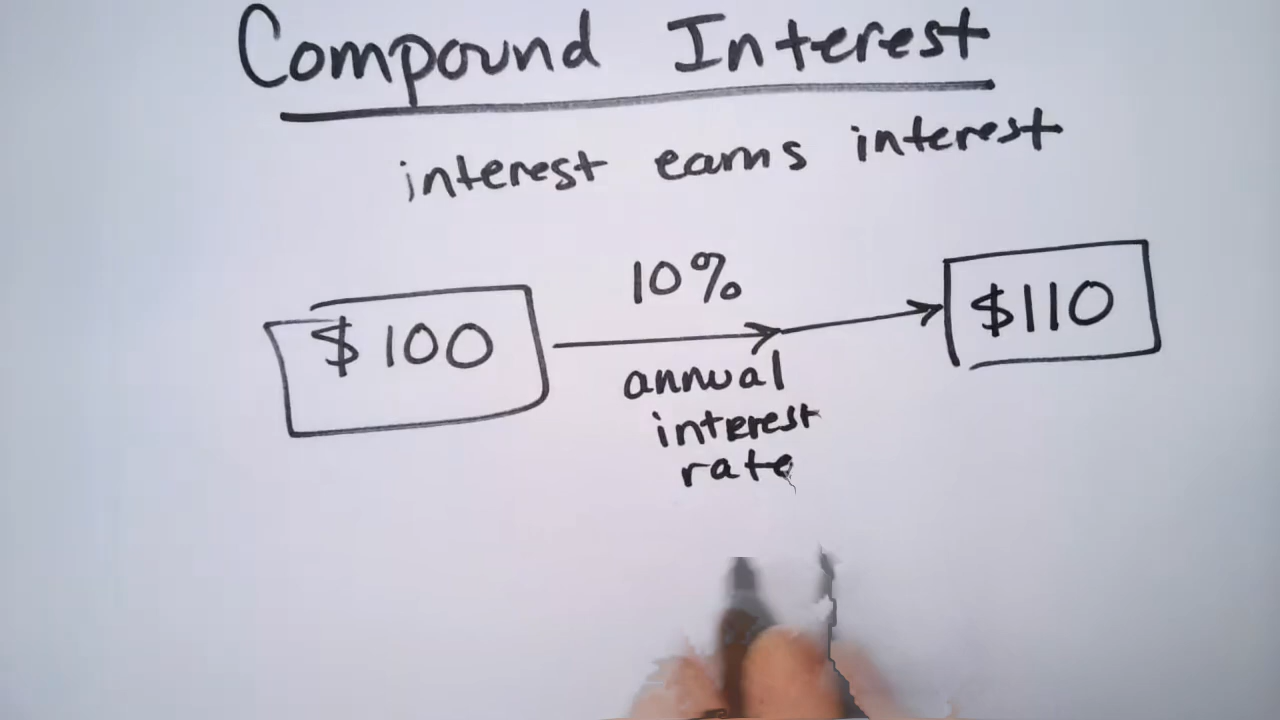 Compound Interest
interest earns interest
10%
$100
$110
annual
interest
rate